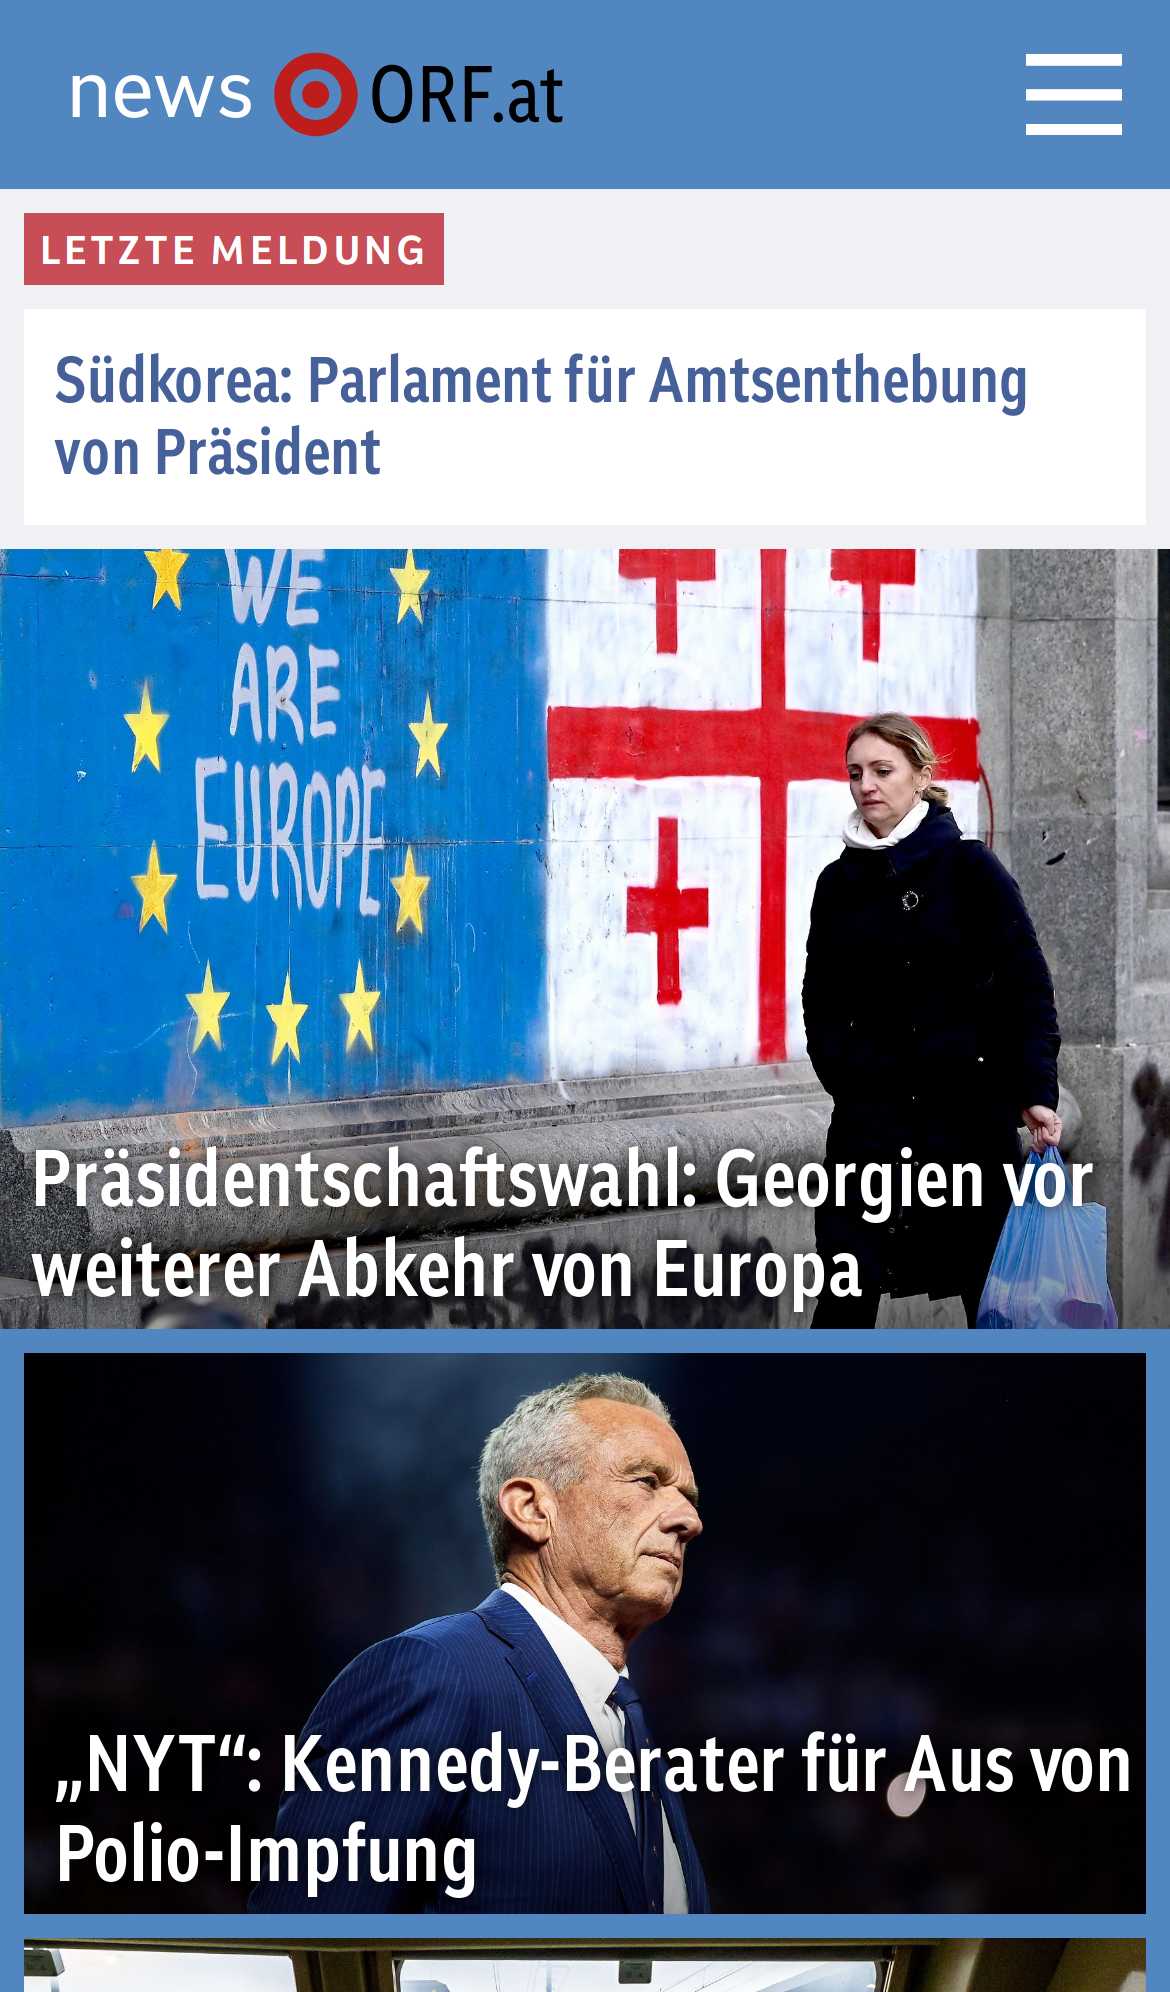 news ORF.at
LETZTE MELDUNG
Südkorea: Parlament für Amtsenthebung
von Präsident
WE
ARE
EUROPE
Präsidentschaftswahl: Georgien vor
weiterer Abkehr von Europa
„NYT“: Kennedy-Berater für Aus von
Polio-Impfung